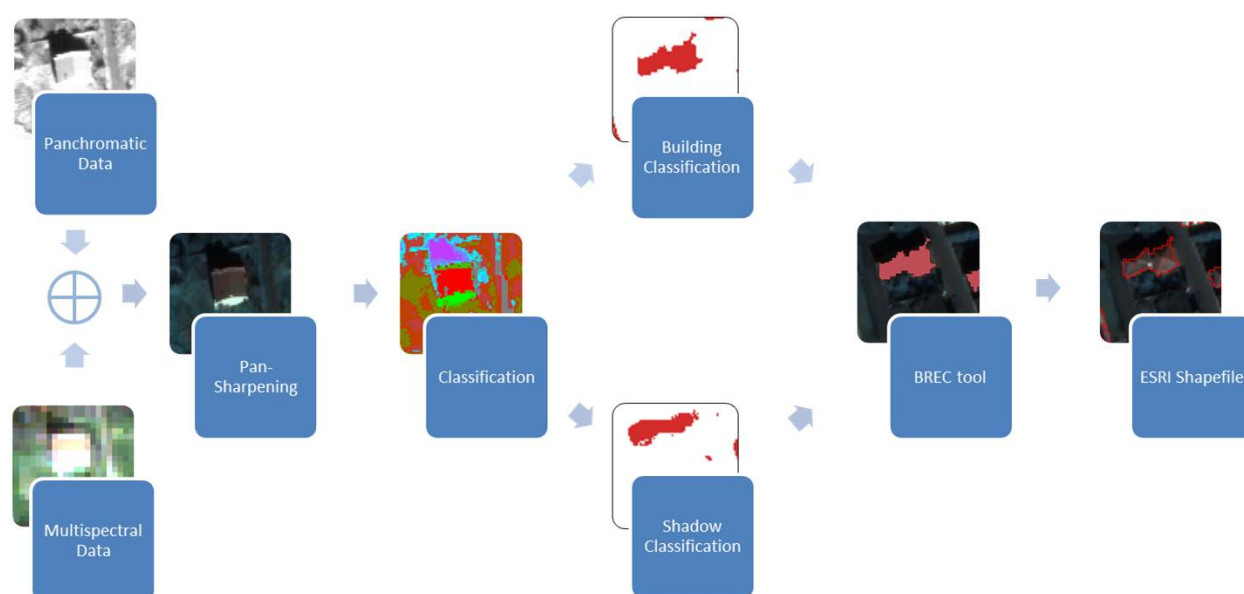 Panchromatic
Data
Multispectral
Data
Pan-
Sharpening
Classification
Building
Classification
Shadow
Classification
BREC tool
ESRI Shapefile